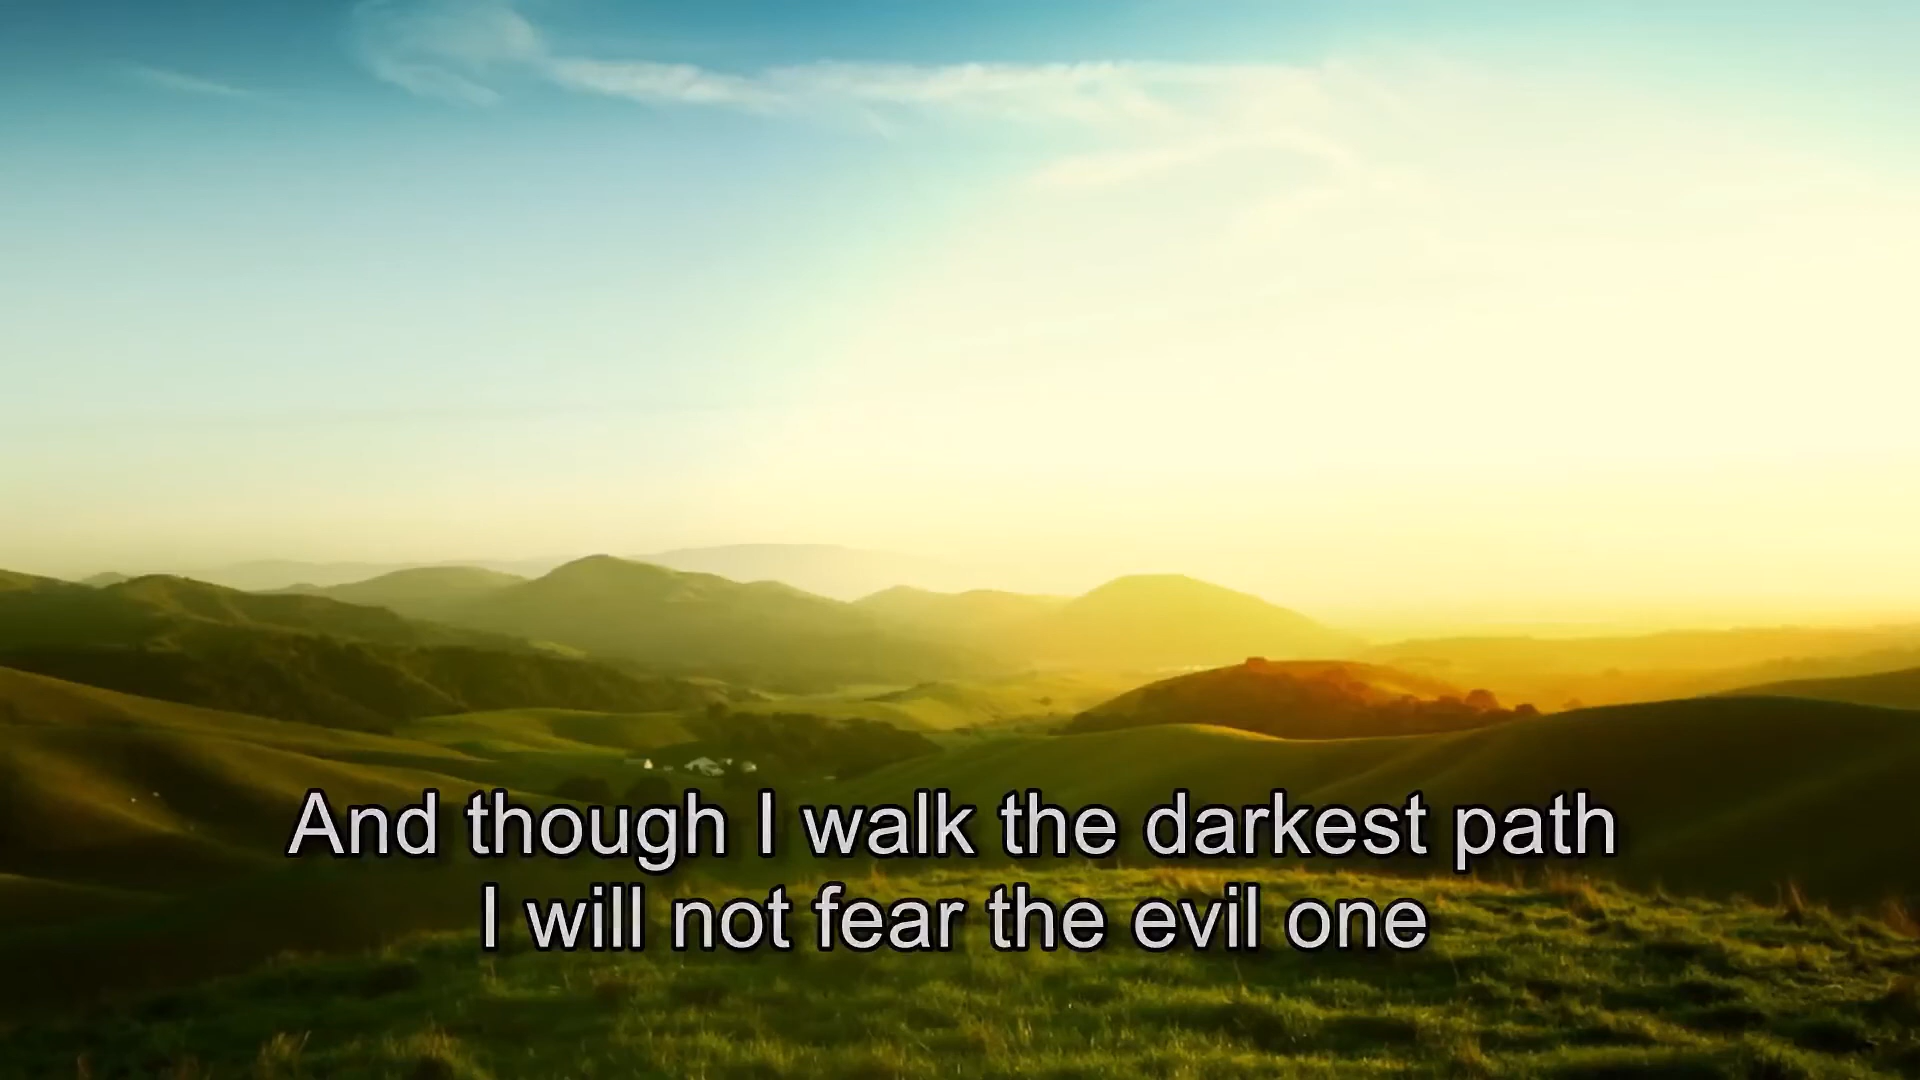 And though I walk the darkest path
I will not fear the evil one